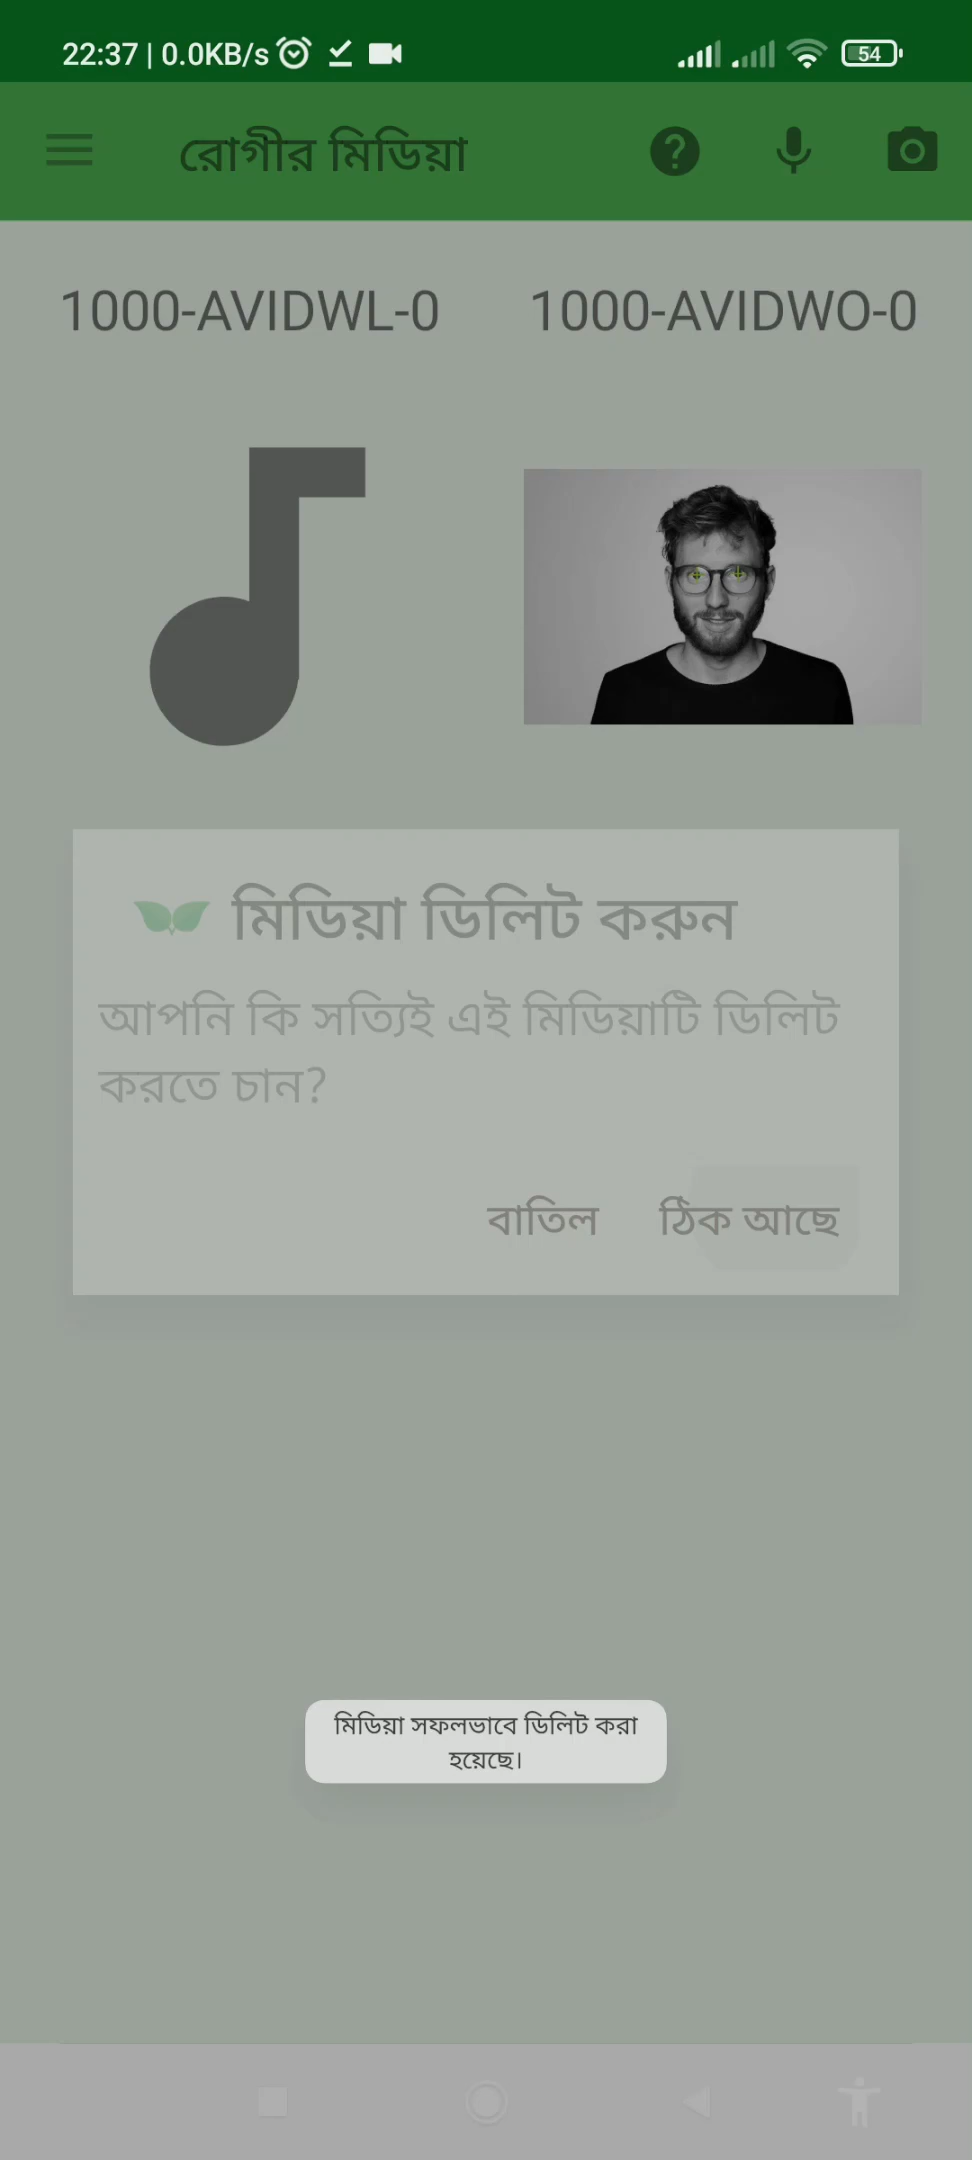 22:37 | 0.0KB/s
54
রোগীর মিডিয়া
1000-AVIDWL-0
1000-AVIDWO-0
মিডিয়া ডিলিট করুন
আপনি কি সত্যিই এই মিডিয়াটি ডিলিট
করতে চান?
বাতিল
ঠিক আছে
মিডিয়া সফলভাবে ডিলিট করা
হয়েছে।